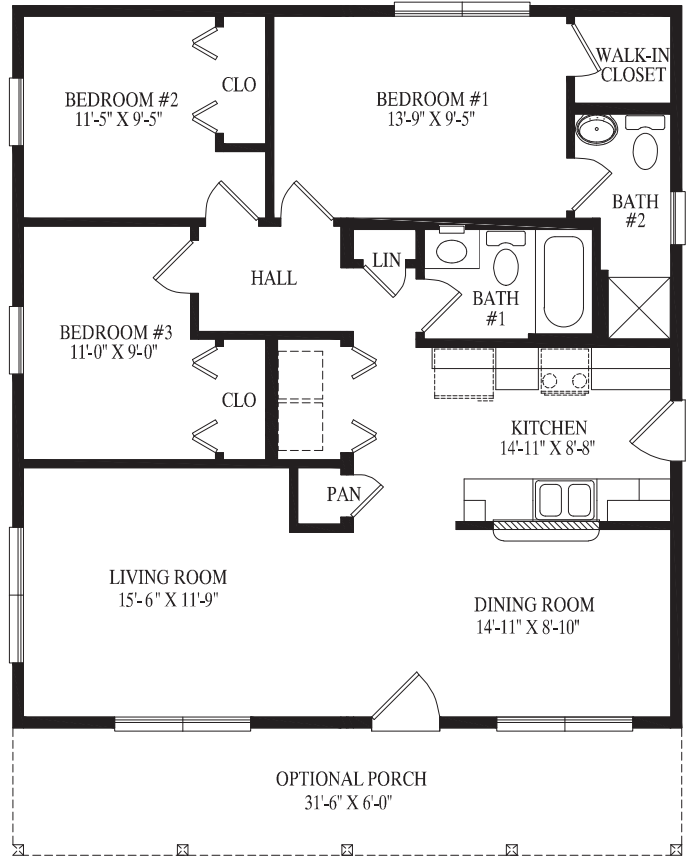 WALK-IN
CLOSET
BEDROOM #2
11'-5" X 9'-5"
CLO
BEDROOM #1
13'-9" X 9'-5"
BATH
#2
HALL
LIN
BATH
#1
BEDROOM #3
11'-0" X 9'-0"
CLO
KITCHEN
14'-11" X 8'-8"
PAN
LIVING ROOM
15'-6" X 11'-9"
DINING ROOM
14'-11" X 8'-10"
OPTIONAL PORCH
31'-6" X 6'-0"